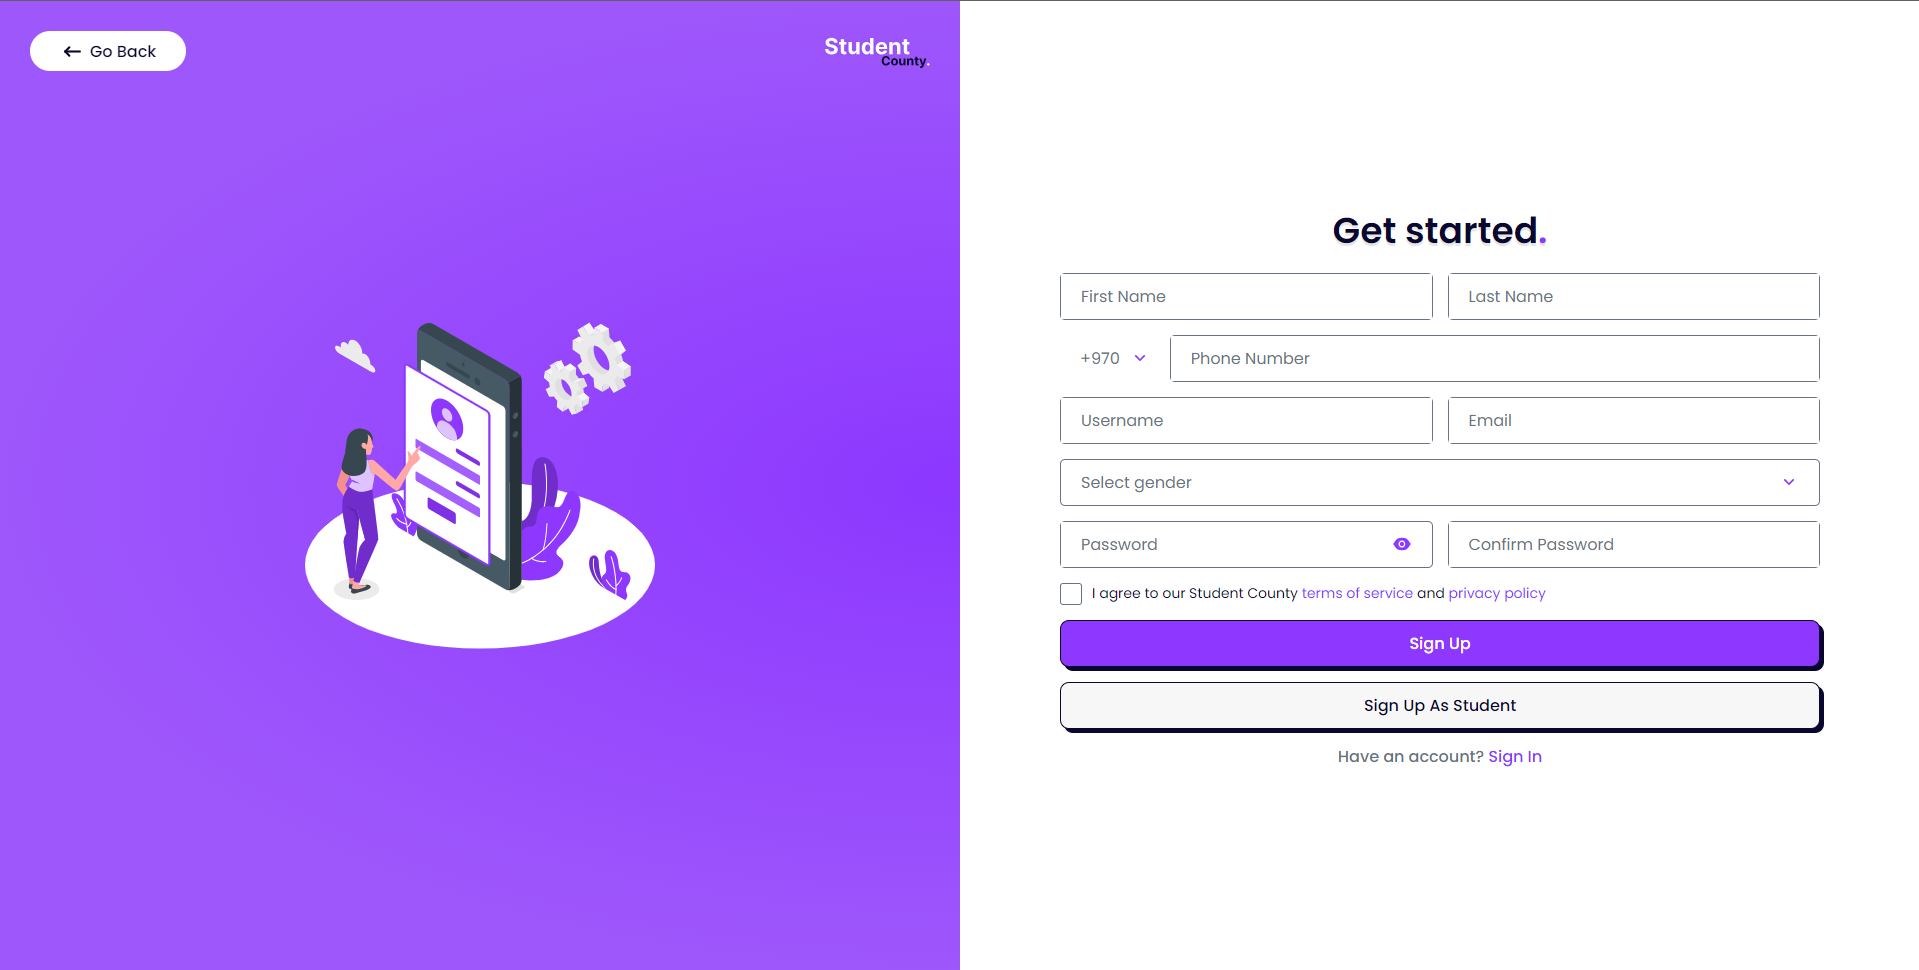 Go Back
Student
County.
Get started.
First Name
Last Name
+970
Phone Number
Username
Email
Select gender
Password
Confirm Password
I agree to our Student County terms of service and privacy policy
Sign Up
Sign Up As Student
Have an account? Sign In